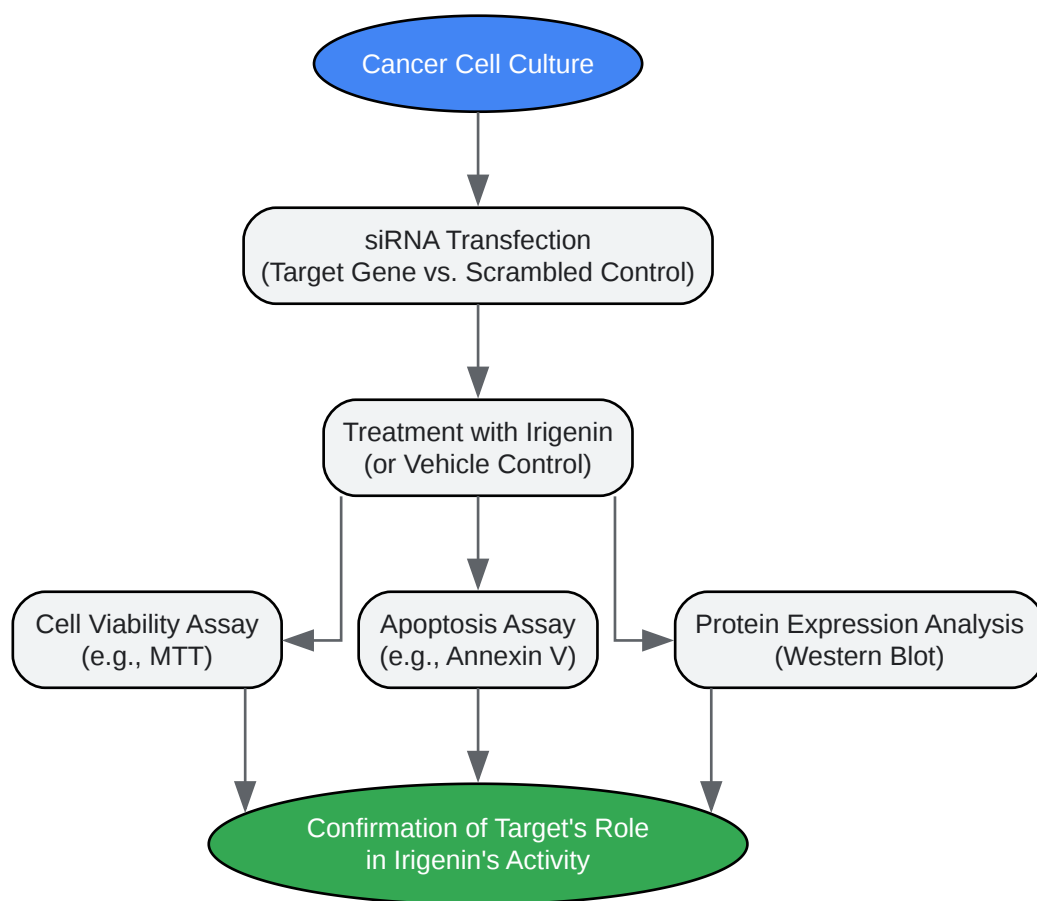 Cancer Cell Culture
siRNA Transfection
(Target Gene vs. Scrambled Control)
Treatment with Irigenin
(or Vehicle Control)
Cell Viability Assay
(e.g., MTT)
Apoptosis Assay
(e.g., Annexin V)
Protein Expression Analysis
(Western Blot)
Confirmation of Target's Role
in Irigenin's Activity